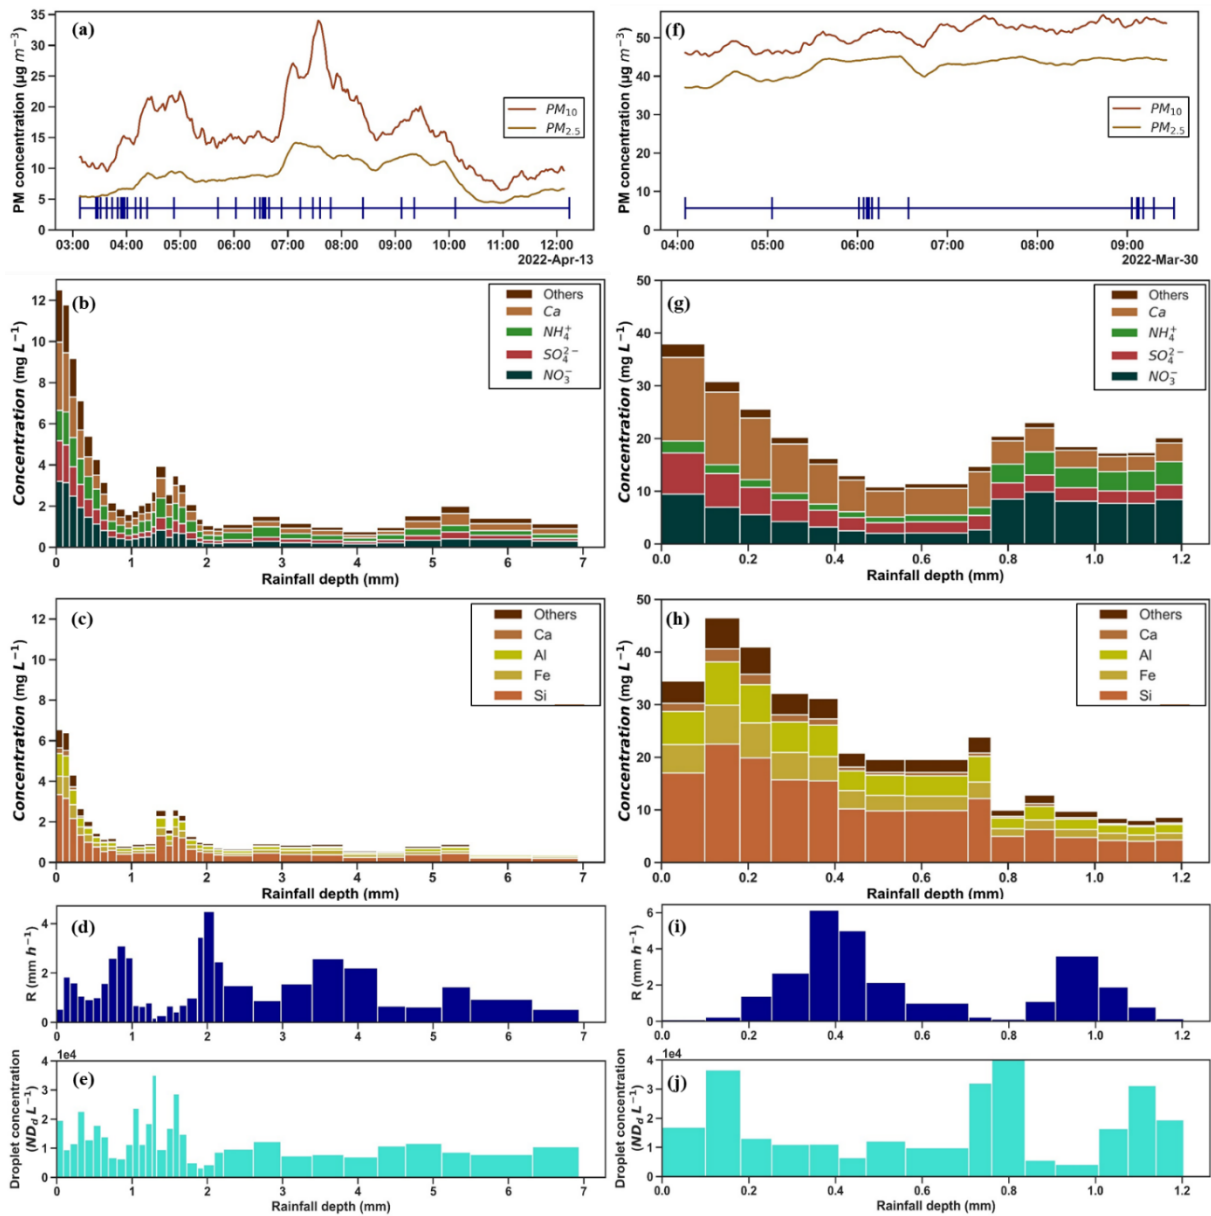 (a)
PM concentration (µg m⁻³)
35
30
25
20
15
10
5
0
PM₁₀
PM₂.₅
03:00 04:00 05:00 06:00 07:00 08:00 09:00 10:00 11:00 12:00
2022-Apr-13
(f)
PM concentration (µg m⁻³)
50
40
30
20
10
0
PM₁₀
PM₂.₅
04:00 05:00 06:00 07:00 08:00 09:00
2022-Mar-30
(b)
Concentration (mg L⁻¹)
12
10
8
6
4
2
0
Others
Ca
NH₄⁺
SO₄²⁻
NO₃⁻
0 1 2 3 4 5 6 7
Rainfall depth (mm)
(g)
Concentration (mg L⁻¹)
50
40
30
20
10
0
Others
Ca
NH₄⁺
SO₄²⁻
NO₃⁻
0.0 0.2 0.4 0.6 0.8 1.0 1.2
Rainfall depth (mm)
(c)
Concentration (mg L⁻¹)
12
10
8
6
4
2
0
Others
Ca
Al
Fe
Si
0 1 2 3 4 5 6 7
Rainfall depth (mm)
(h)
Concentration (mg L⁻¹)
50
40
30
20
10
0
Others
Ca
Al
Fe
Si
0.0 0.2 0.4 0.6 0.8 1.0 1.2
Rainfall depth (mm)
(d)
R (mm h⁻¹)
4
2
0
0 1 2 3 4 5 6 7
(i)
R (mm h⁻¹)
6
4
2
0
0.0 0.2 0.4 0.6 0.8 1.0 1.2
(e)
1e4
Droplet concentration
(ND_d L⁻¹)
4
3
2
1
0
0 1 2 3 4 5 6 7
Rainfall depth (mm)
(j)
1e4
Droplet concentration
(ND_d L⁻¹)
4
3
2
1
0
0.0 0.2 0.4 0.6 0.8 1.0 1.2
Rainfall depth (mm)